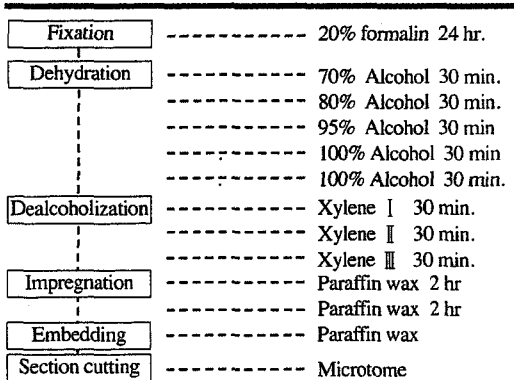 Fixation 20% formalin 24 hr.
Dehydration 70% Alcohol 30 min.
80% Alcohol 30 min.
95% Alcohol 30 min
100% Alcohol 30 min
100% Alcohol 30 min.
Dealcoholization Xylene Ⅰ 30 min.
Xylene Ⅱ 30 min.
Xylene Ⅲ 30 min.
Impregnation Paraffin wax 2 hr
Paraffin wax 2 hr
Embedding Paraffin wax
Section cutting Microtome